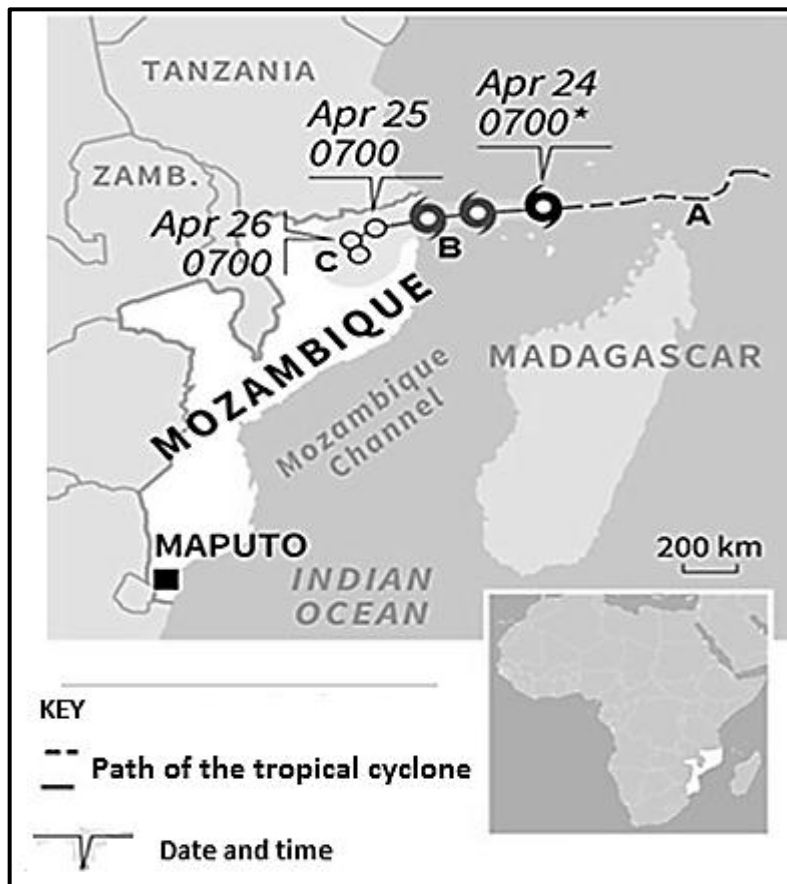 TANZANIA
Apr 24
0700*
Apr 25
0700
ZAMB.
Apr 26
0700
A
B
C
MOZAMBIQUE
MADAGASCAR
Mozambique
Channel
MAPUTO
200 km
INDIAN
OCEAN
KEY
Path of the tropical cyclone
Date and time